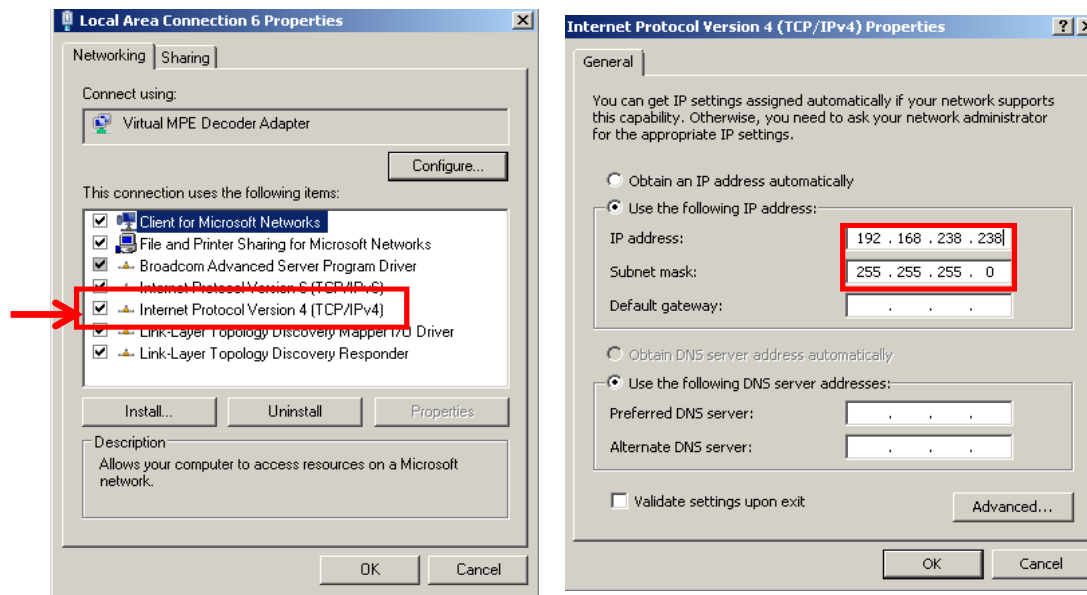 Local Area Connection 6 Properties
Networking
Sharing
Connect using:
Virtual MPE Decoder Adapter
Configure...
This connection uses the following items:
Client for Microsoft Networks
File and Printer Sharing for Microsoft Networks
Broadcom Advanced Server Program Driver
Internet Protocol Version 6 (TCP/IPv6)
Internet Protocol Version 4 (TCP/IPv4)
Link-Layer Topology Discovery Mapper I/O Driver
Link-Layer Topology Discovery Responder
Install...
Uninstall
Properties
Description
Allows your computer to access resources on a Microsoft
network.
OK
Cancel
Internet Protocol Version 4 (TCP/IPv4) Properties
General
You can get IP settings assigned automatically if your network supports
this capability. Otherwise, you need to ask your network administrator
for the appropriate IP settings.
Obtain an IP address automatically
Use the following IP address:
IP address: 192 . 168 . 238 . 238
Subnet mask: 255 . 255 . 255 . 0
Default gateway: . . .
Obtain DNS server address automatically
Use the following DNS server addresses:
Preferred DNS server: . . .
Alternate DNS server: . . .
Validate settings upon exit
Advanced...
OK
Cancel